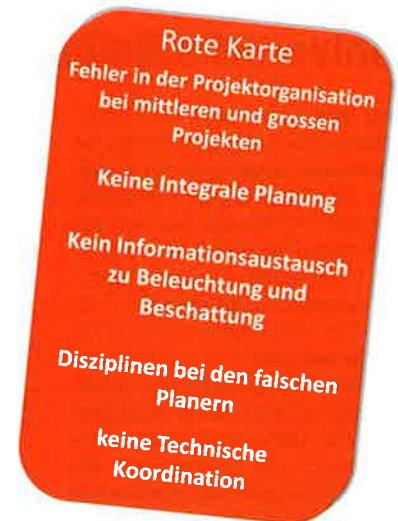 Rote Karte
Fehler in der Projektorganisation
bei mittleren und grossen
Projekten
Keine Integrale Planung
Kein Informationsaustausch
zu Beleuchtung und
Beschattung
Disziplinen bei den falschen
Planern
keine Technische
Koordination